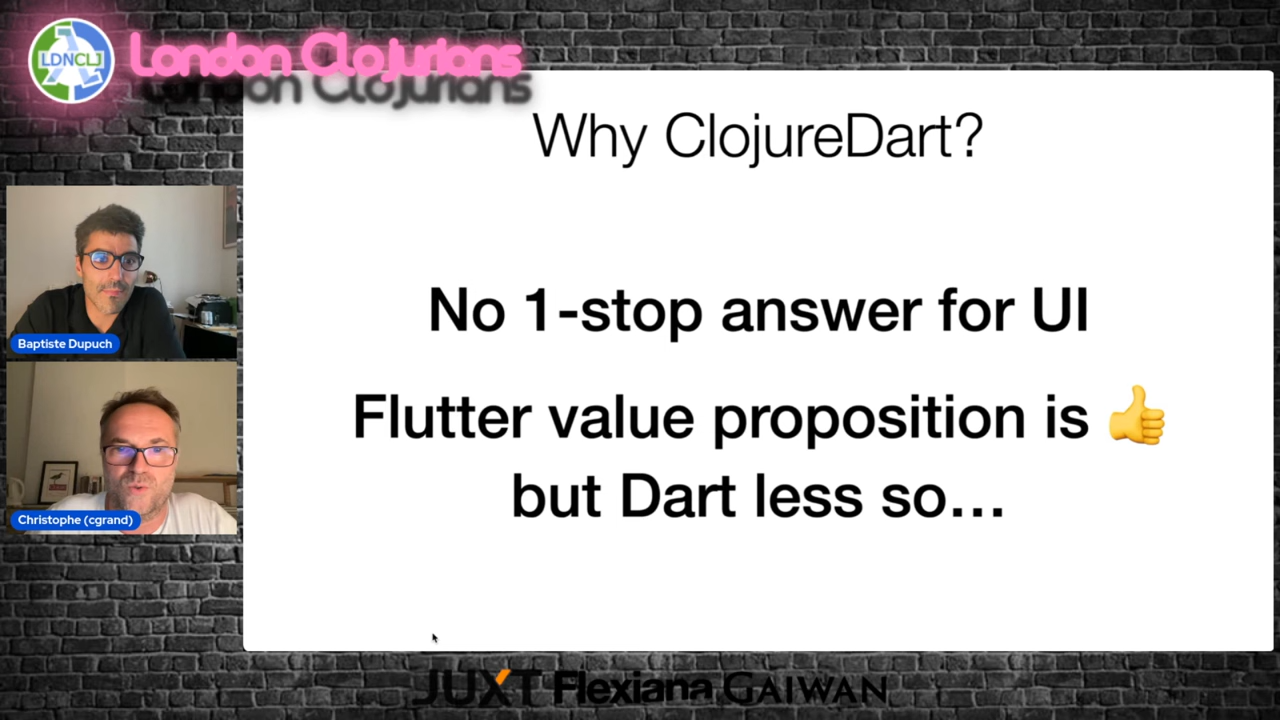 LDNCLJ
London Clojurians
Why ClojureDart?
No 1-stop answer for UI
Flutter value proposition is 👍
but Dart less so...
Baptiste Dupuch
Christophe (cgrand)
JUXT Flexiana GAIWAN